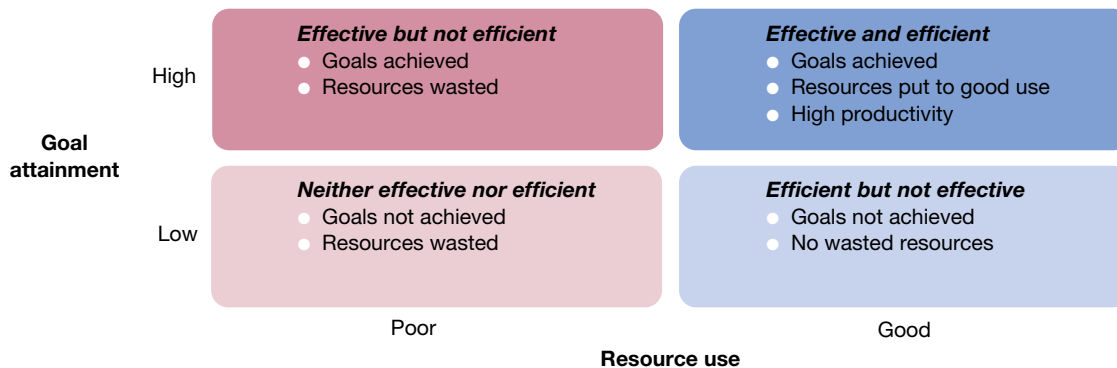 Effective but not efficient
Goals achieved
Resources wasted
Effective and efficient
Goals achieved
Resources put to good use
High productivity
High
Goal
attainment
Neither effective nor efficient
Goals not achieved
Resources wasted
Efficient but not effective
Goals not achieved
No wasted resources
Low
Poor
Good
Resource use